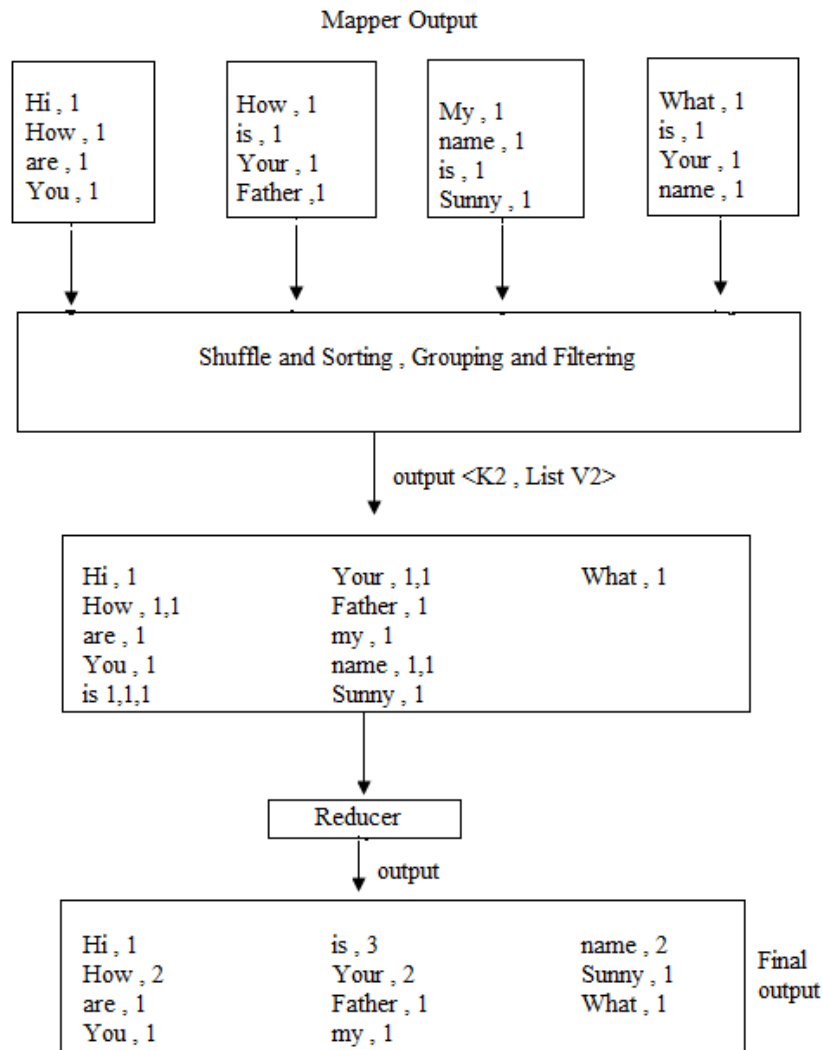 Mapper Output
Hi , 1
How , 1
are , 1
You , 1
How , 1
is , 1
Your , 1
Father ,1
My , 1
name , 1
is , 1
Sunny , 1
What , 1
is , 1
Your , 1
name , 1
Shuffle and Sorting , Grouping and Filtering
output <K2 , List V2>
Hi , 1
How , 1,1
are , 1
You , 1
is 1,1,1
Your , 1,1
Father , 1
my , 1
name , 1,1
Sunny , 1
What , 1
Reducer
output
Hi , 1
How , 2
are , 1
You , 1
is , 3
Your , 2
Father , 1
my , 1
name , 2
Sunny , 1
What , 1
Final
output